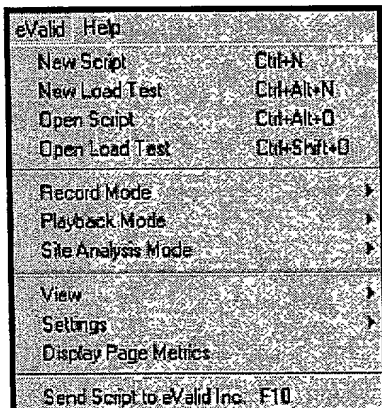 eValid Help
New Script Ctrl+N
New Load Test Ctrl+Alt+N
Open Script Ctrl+Alt+O
Open Load Test Ctrl+Shift+O
Record Mode
Playback Mode
Site Analysis Mode
View
Settings
Display Page Metrics
Send Script to eValid Inc. F10